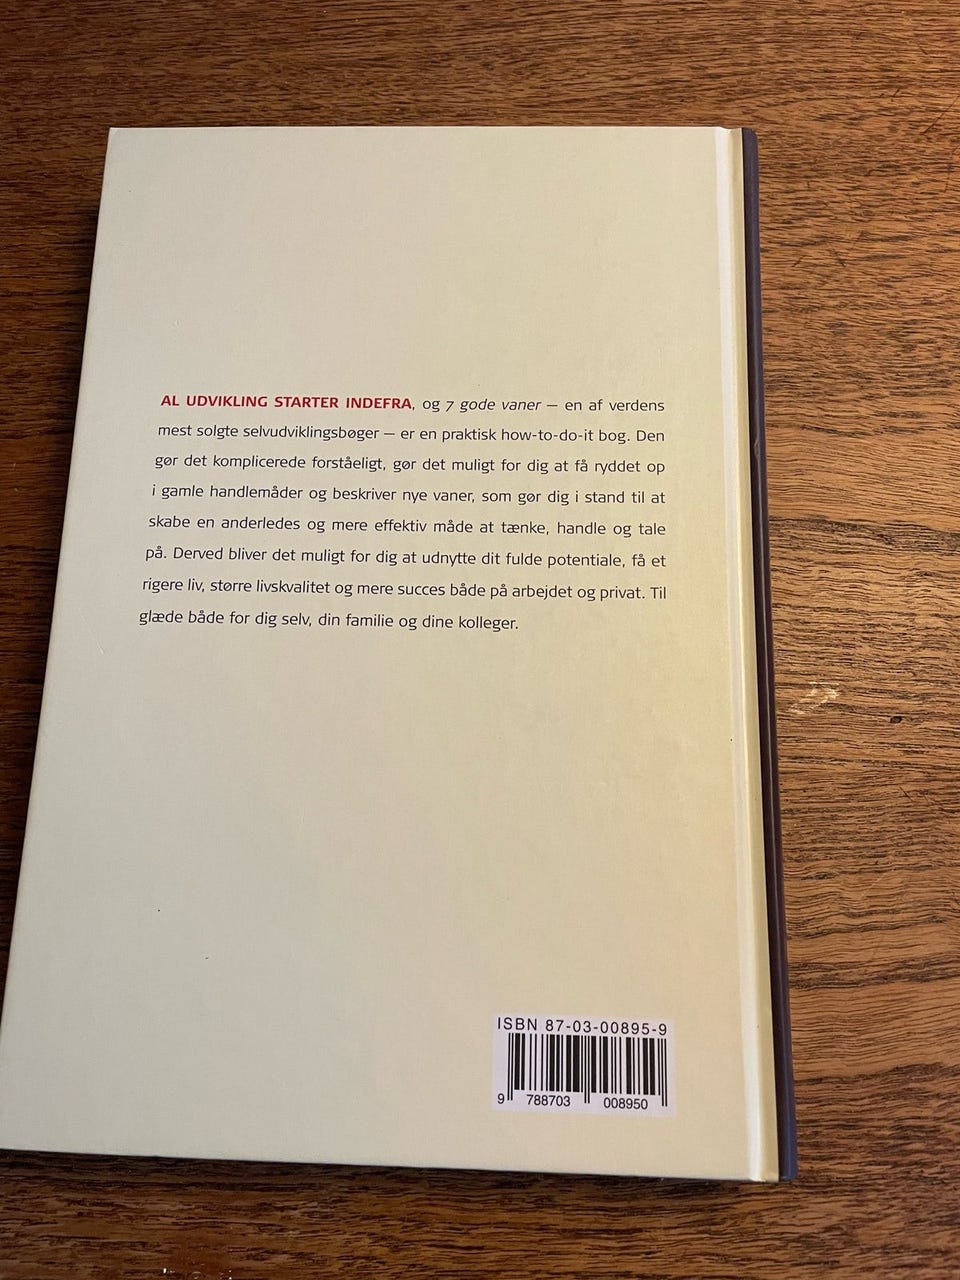 AL UDVIKLING STARTER INDEFRA, og 7 gode vaner – en af verdens
mest solgte selvudviklingsbøger – er en praktisk how-to-do-it bog. Den
gør det komplicerede forståeligt, gør det muligt for dig at få ryddet op
i gamle handlemåder og beskriver nye vaner, som gør dig i stand til at
skabe en anderledes og mere effektiv måde at tænke, handle og tale
på. Derved bliver det muligt for dig at udnytte dit fulde potentiale, få et
rigere liv, større livskvalitet og mere succes både på arbejdet og privat. Til
glæde både for dig selv, din familie og dine kolleger.
ISBN 87-03-00895-9
9 788703 008950